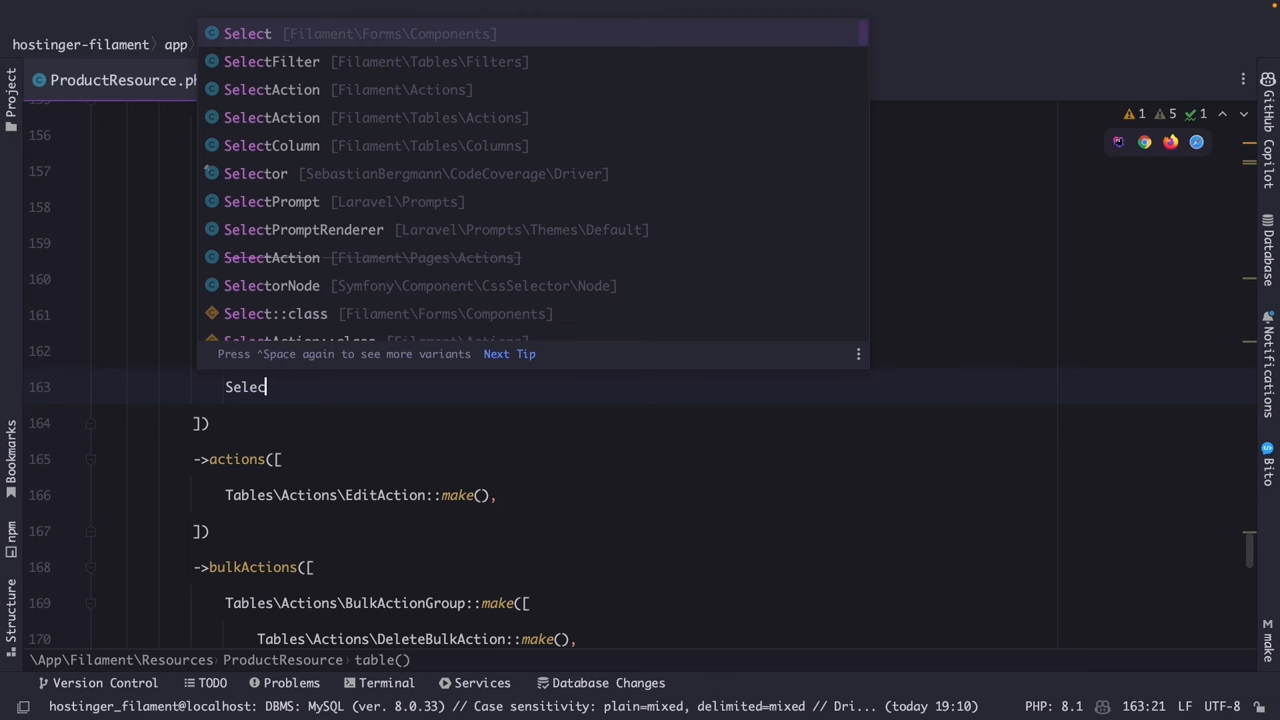 hostinger-filament app
ProductResource.ph
Select [Filament\Forms\Components]
SelectFilter [Filament\Tables\Filters]
SelectAction [Filament\Actions]
SelectAction [Filament\Tables\Actions]
SelectColumn [Filament\Tables\Columns]
Selector [SebastianBergmann\CodeCoverage\Driver]
SelectPrompt [Laravel\Prompts]
SelectPromptRenderer [Laravel\Prompts\Themes\Default]
SelectAction [Filament\Pages\Actions]
SelectorNode [Symfony\Component\CssSelector\Node]
Select::class [Filament\Forms\Components]
SelectAction::class [Filament\Actions]
Press ^Space again to see more variants Next Tip
1 5 1
155
156
157
158
159
160
161
162
163 Selec
164 ])
165 ->actions([
166 Tables\Actions\EditAction::make(),
167 ])
168 ->bulkActions([
169 Tables\Actions\BulkActionGroup::make([
170 Tables\Actions\DeleteBulkAction::make(),
\App\Filament\Resources ProductResource table()
Version Control TODO Problems Terminal Services Database Changes
hostinger_filament@localhost: DBMS: MySQL (ver. 8.0.33) // Case sensitivity: plain=mixed, delimited=mixed // Dri... (today 19:10) PHP: 8.1 163:21 LF UTF-8
Project
Bookmarks
npm
Structure
GitHub Copilot
Database
Notifications
Bito
M make